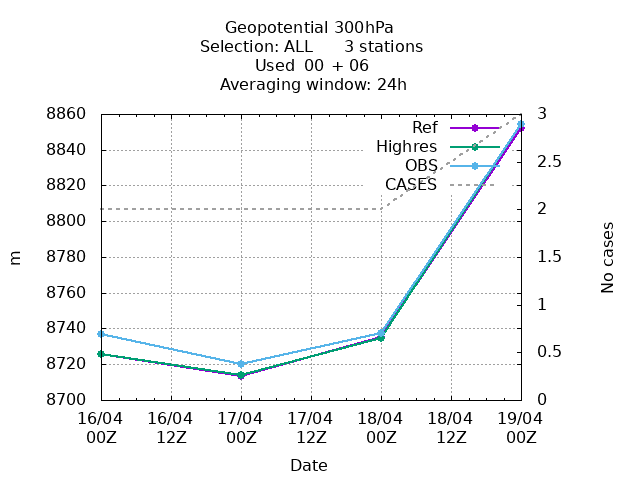 Geopotential 300hPa
Selection: ALL      3 stations
Used  00 + 06
Averaging window: 24h
8860
8840
8820
8800
8780
8760
8740
8720
8700
m
Ref
Highres
OBS
CASES
3
2.5
2
1.5
1
0.5
0
No cases
16/04 16/04 17/04 17/04 18/04 18/04 19/04
00Z 12Z 00Z 12Z 00Z 12Z 00Z
Date